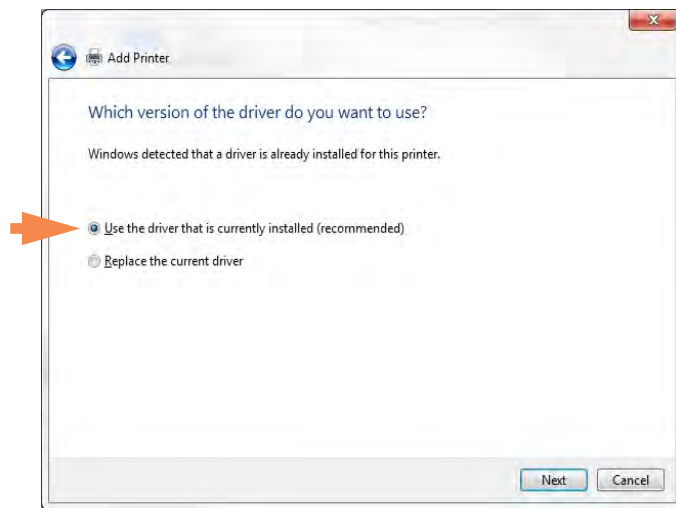 Add Printer
Which version of the driver do you want to use?
Windows detected that a driver is already installed for this printer.
Use the driver that is currently installed (recommended)
Replace the current driver
Next Cancel